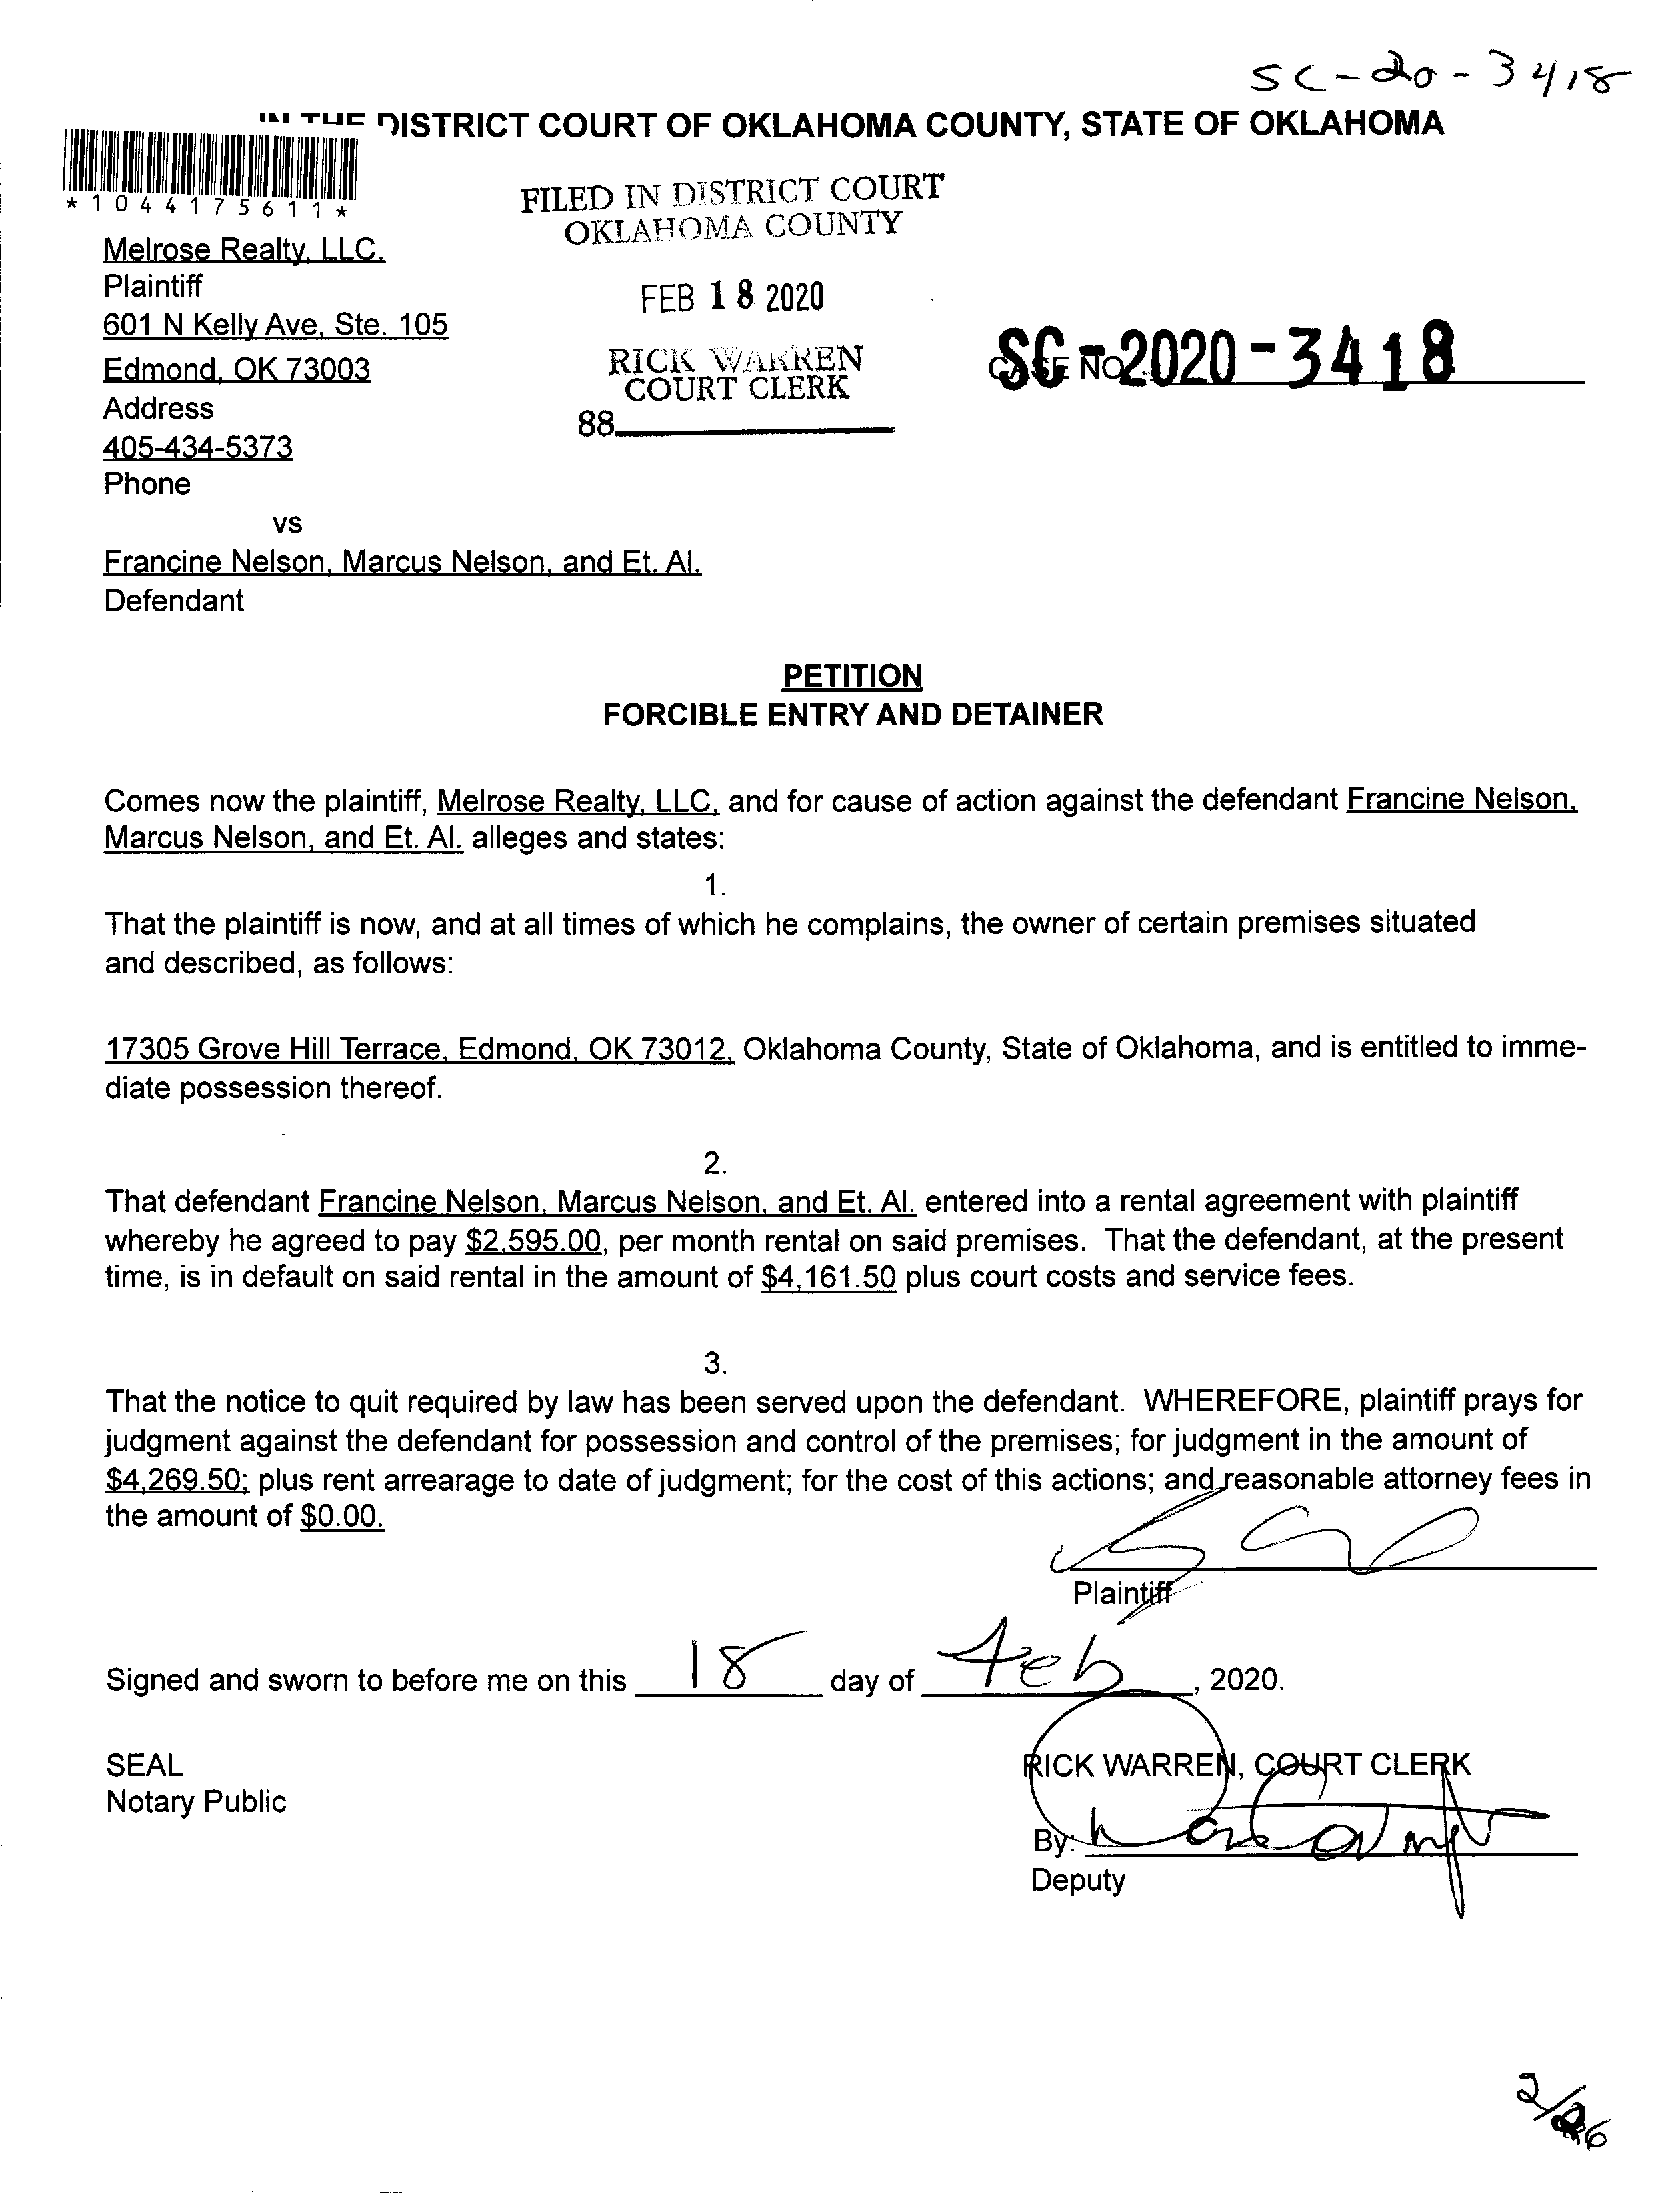 SC-20-3418
IN THE DISTRICT COURT OF OKLAHOMA COUNTY, STATE OF OKLAHOMA
*1044175611*
FILED IN DISTRICT COURT
OKLAHOMA COUNTY
FEB 18 2020
RICK WARREN
COURT CLERK
88
CASE NO.
SC-2020-3418
Melrose Realty, LLC.
Plaintiff
601 N Kelly Ave, Ste. 105
Edmond, OK 73003
Address
405-434-5373
Phone
vs
Francine Nelson, Marcus Nelson, and Et. Al.
Defendant
PETITION
FORCIBLE ENTRY AND DETAINER
Comes now the plaintiff, Melrose Realty, LLC, and for cause of action against the defendant Francine Nelson,
Marcus Nelson, and Et. Al. alleges and states:
1.
That the plaintiff is now, and at all times of which he complains, the owner of certain premises situated
and described, as follows:
17305 Grove Hill Terrace, Edmond, OK 73012, Oklahoma County, State of Oklahoma, and is entitled to imme-
diate possession thereof.
2.
That defendant Francine Nelson, Marcus Nelson, and Et. Al. entered into a rental agreement with plaintiff
whereby he agreed to pay $2,595.00, per month rental on said premises. That the defendant, at the present
time, is in default on said rental in the amount of $4,161.50 plus court costs and service fees.
3.
That the notice to quit required by law has been served upon the defendant. WHEREFORE, plaintiff prays for
judgment against the defendant for possession and control of the premises; for judgment in the amount of
$4,269.50; plus rent arrearage to date of judgment; for the cost of this actions; and reasonable attorney fees in
the amount of $0.00.
Plaintiff
Signed and sworn to before me on this 18 day of Feb, 2020.
SEAL
Notary Public
RICK WARREN, COURT CLERK
By:
Deputy
2/26